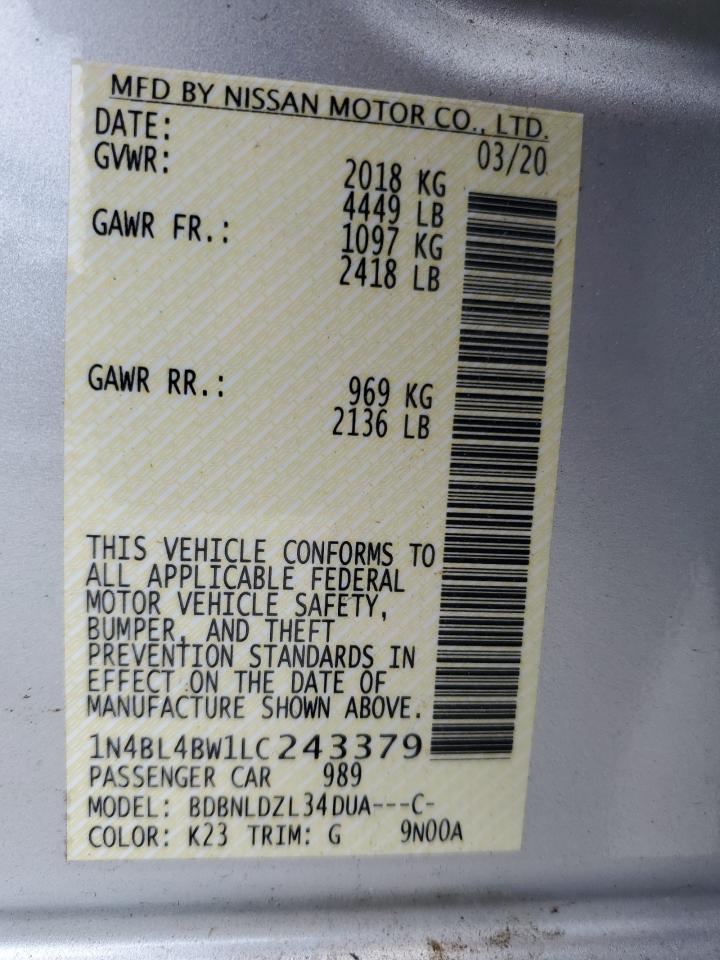 MFD BY NISSAN MOTOR CO., LTD.
DATE: 03/20
GVWR: 2018 KG
4449 LB
GAWR FR.: 1097 KG
2418 LB
GAWR RR.: 969 KG
2136 LB
THIS VEHICLE CONFORMS TO
ALL APPLICABLE FEDERAL
MOTOR VEHICLE SAFETY,
BUMPER, AND THEFT
PREVENTION STANDARDS IN
EFFECT ON THE DATE OF
MANUFACTURE SHOWN ABOVE.
1N4BL4BW1LC243379
PASSENGER CAR 989
MODEL: BDBNLDZL34DUA---C-
COLOR: K23 TRIM: G 9N00A